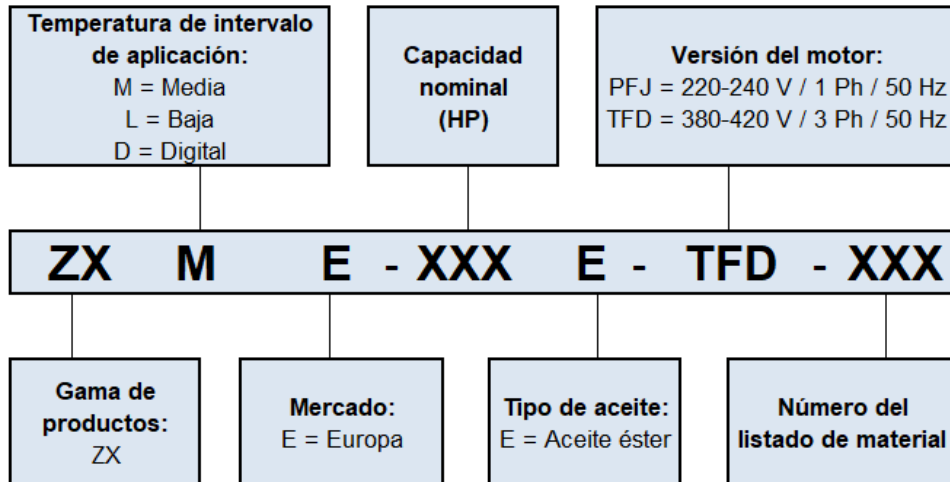 Temperatura de intervalo
de aplicación:
M = Media
L = Baja
D = Digital
Capacidad
nominal
(HP)
Versión del motor:
PFJ = 220-240 V / 1 Ph / 50 Hz
TFD = 380-420 V / 3 Ph / 50 Hz
ZX M E - XXX E - TFD - XXX
Gama de
productos:
ZX
Mercado:
E = Europa
Tipo de aceite:
E = Aceite éster
Número del
listado de material